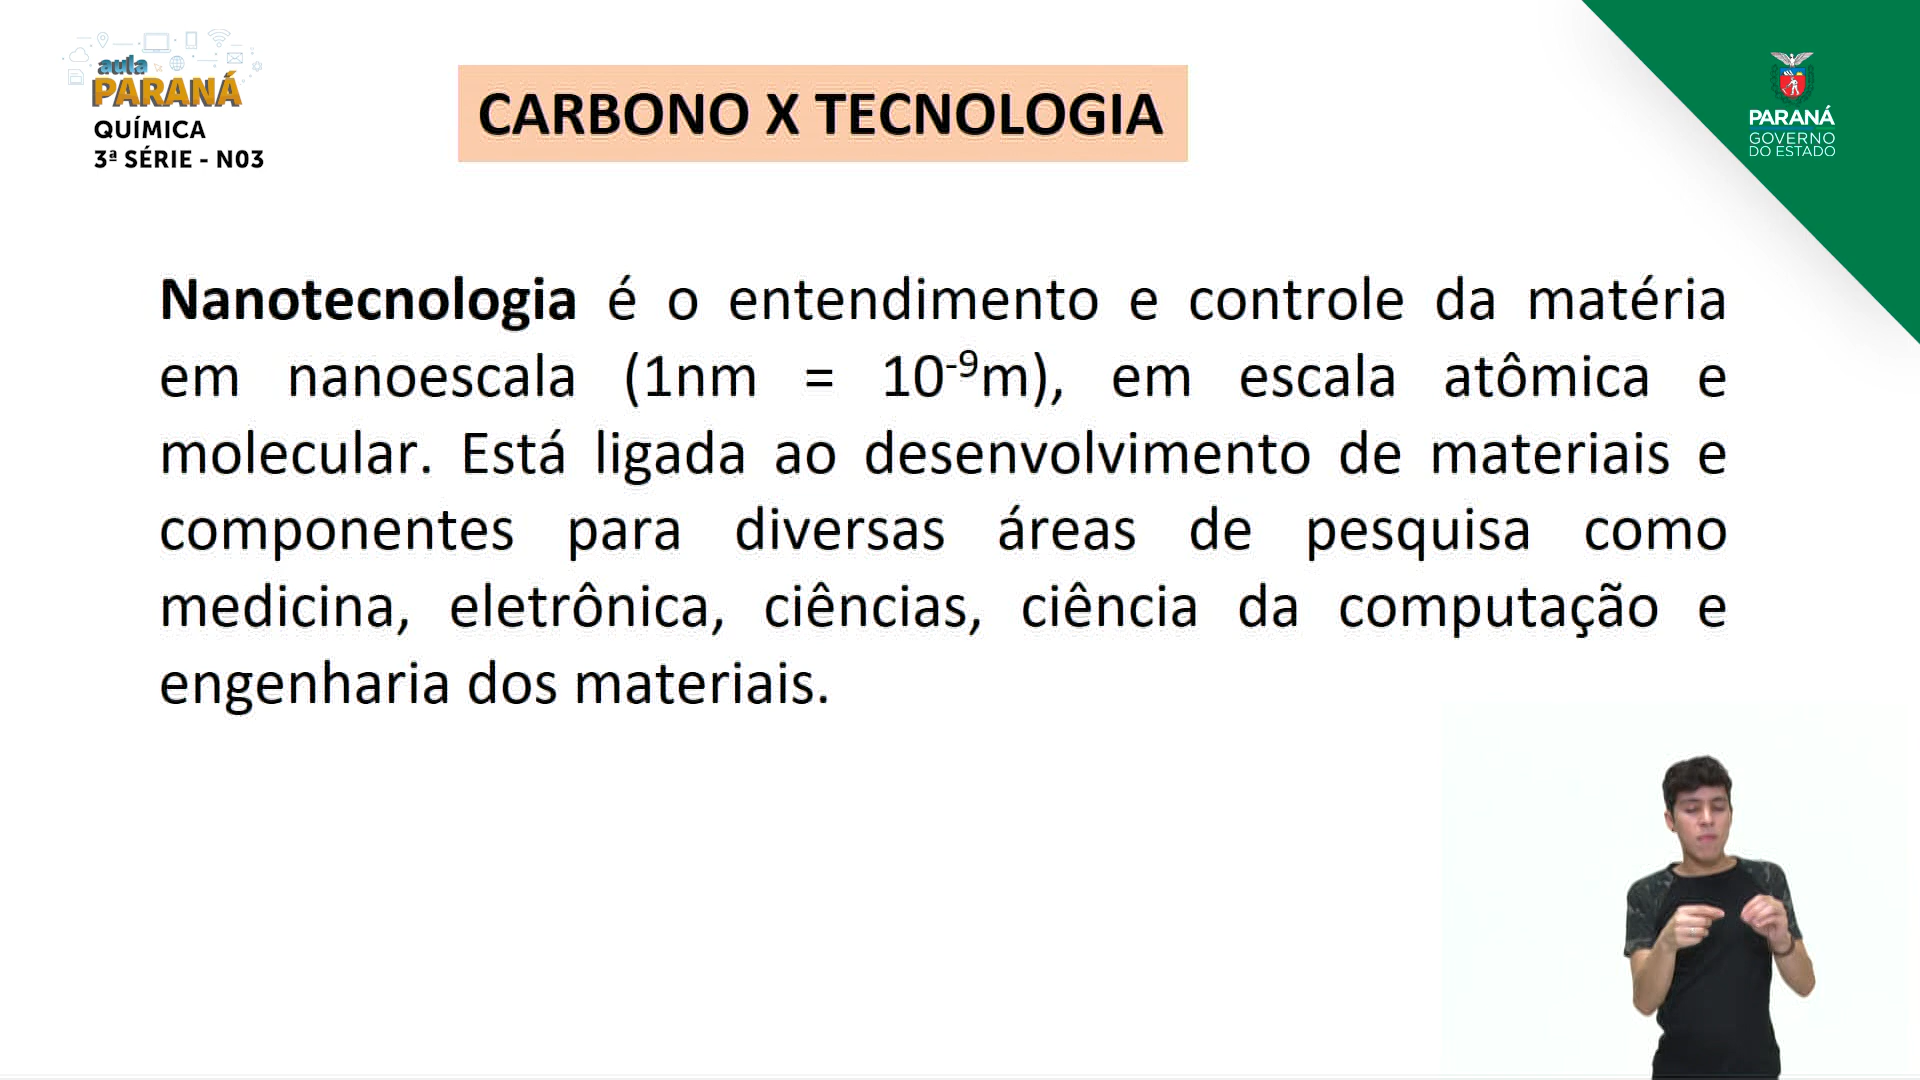 aula
PARANÁ
QUÍMICA
3ª SÉRIE - N03
CARBONO X TECNOLOGIA
PARANÁ
GOVERNO
DO ESTADO
Nanotecnologia é o entendimento e controle da matéria
em nanoescala (1nm = 10⁻⁹m), em escala atômica e
molecular. Está ligada ao desenvolvimento de materiais e
componentes para diversas áreas de pesquisa como
medicina, eletrônica, ciências, ciência da computação e
engenharia dos materiais.